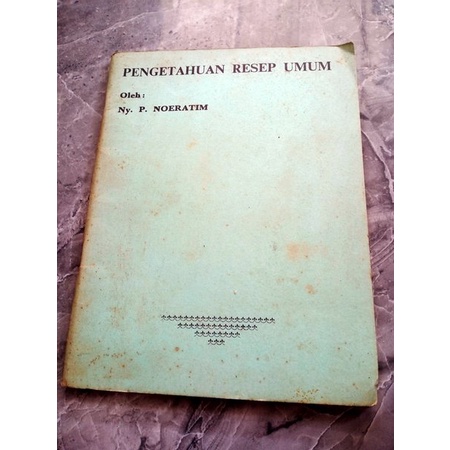 PENGETAHUAN RESEP UMUM
Oleh :
Ny. P. NOERATIM